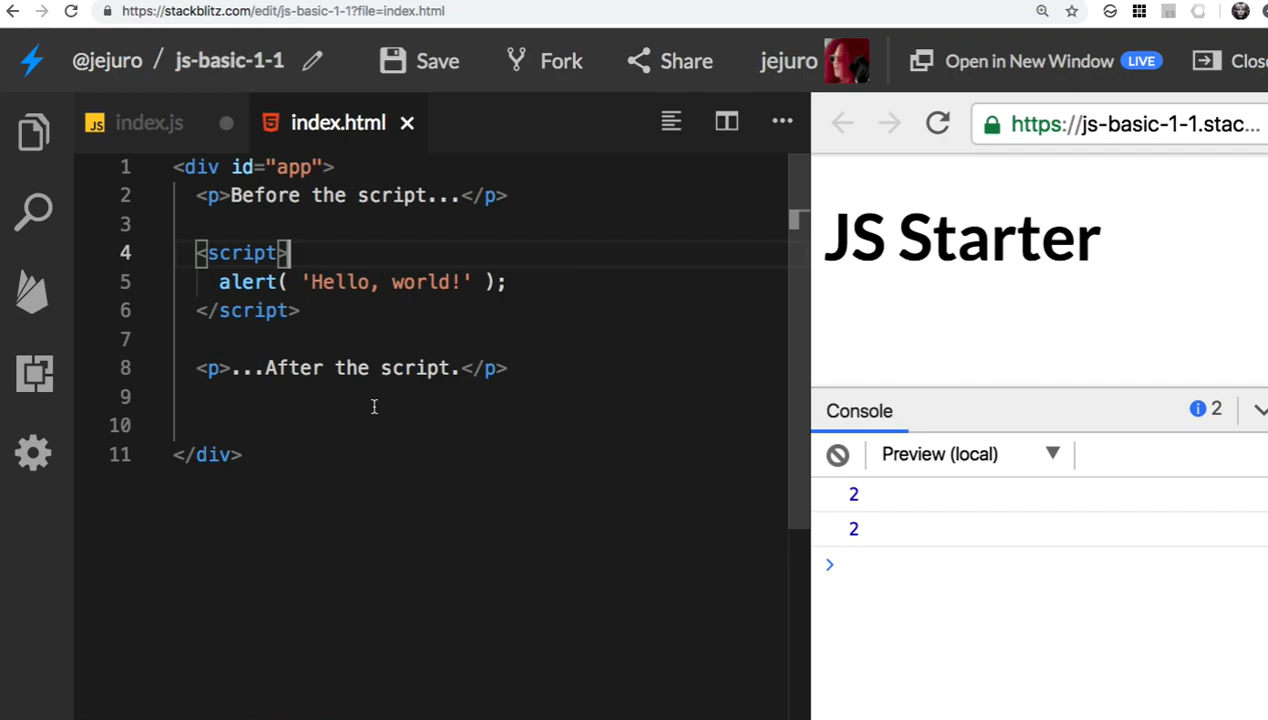 https://stackblitz.com/edit/js-basic-1-1?file=index.html
@jejuro / js-basic-1-1
Save
Fork
Share
jejuro
Open in New Window LIVE
Clos
JS index.js
index.html
https://js-basic-1-1.stac...
1 <div id="app">
2 <p>Before the script...</p>
3
4 <script>
5 alert( 'Hello, world!' );
6 </script>
7
8 <p>...After the script.</p>
9
10
11 </div>
JS Starter
Console
2
Preview (local)
2
2